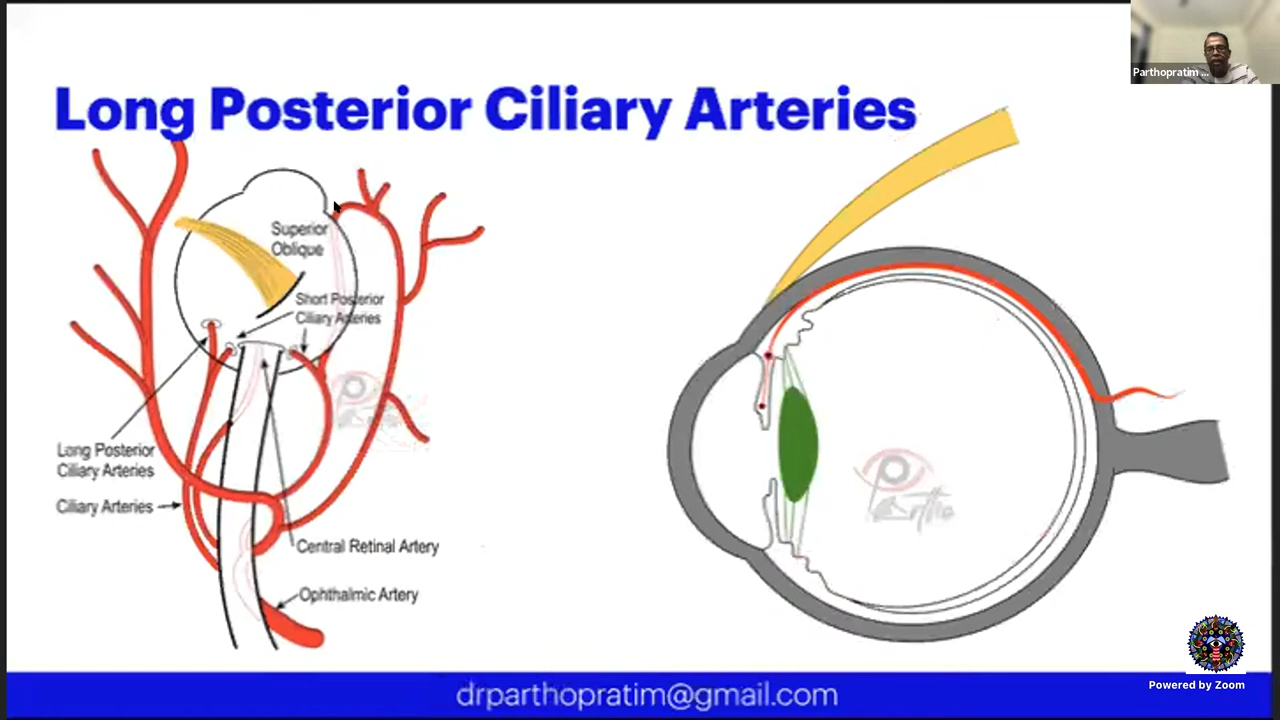 Parthopratim ...
Long Posterior Ciliary Arteries
Superior
Oblique
Short Posterior
Ciliary Arteries
Long Posterior
Ciliary Arteries
Ciliary Arteries
Central Retinal Artery
Ophthalmic Artery
Partho
drparthopratim@gmail.com
Powered by Zoom